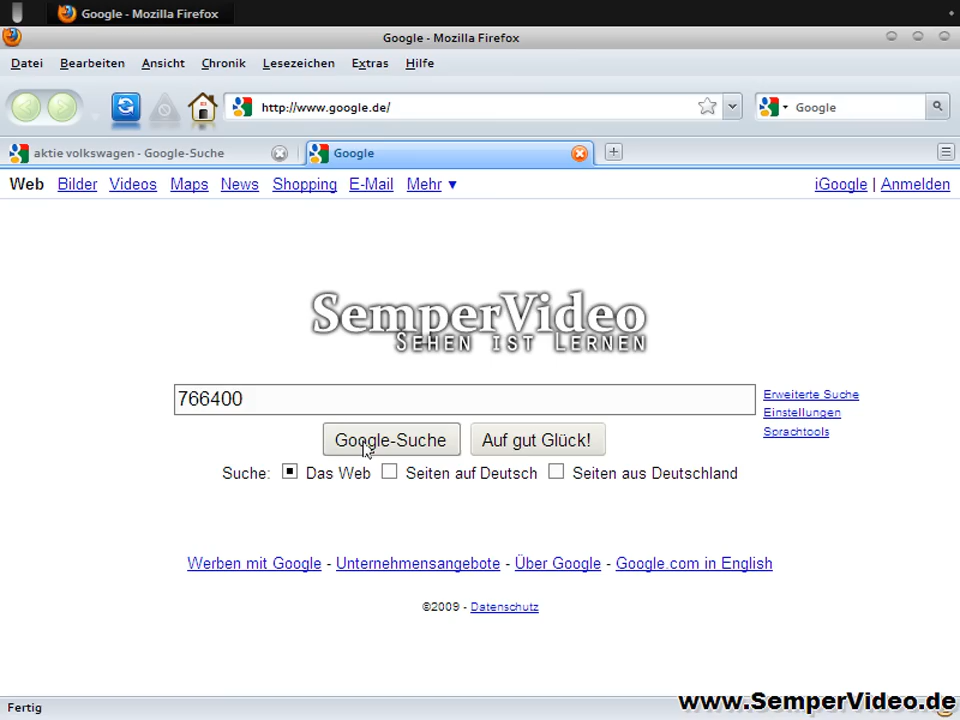 Google - Mozilla Firefox
Google - Mozilla Firefox
Datei Bearbeiten Ansicht Chronik Lesezeichen Extras Hilfe
http://www.google.de/ Google
aktie volkswagen - Google-Suche Google
Web Bilder Videos Maps News Shopping E-Mail Mehr ▼ iGoogle | Anmelden
SemperVideo
Sehen ist Lernen
766400 Erweiterte Suche
Einstellungen
Google-Suche Auf gut Glück! Sprachtools
Suche: Das Web Seiten auf Deutsch Seiten aus Deutschland
Werben mit Google - Unternehmensangebote - Über Google - Google.com in English
©2009 - Datenschutz
Fertig
www.SemperVideo.de